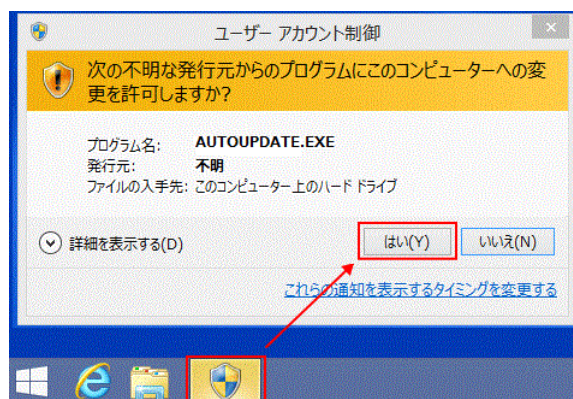 ユーザー アカウント制御
次の不明な発行元からのプログラムにこのコンピューターへの変
更を許可しますか?
プログラム名: AUTOUPDATE.EXE
発行元: 不明
ファイルの入手先: このコンピューター上のハード ドライブ
詳細を表示する(D) はい(Y) いいえ(N)
これらの通知を表示するタイミングを変更する